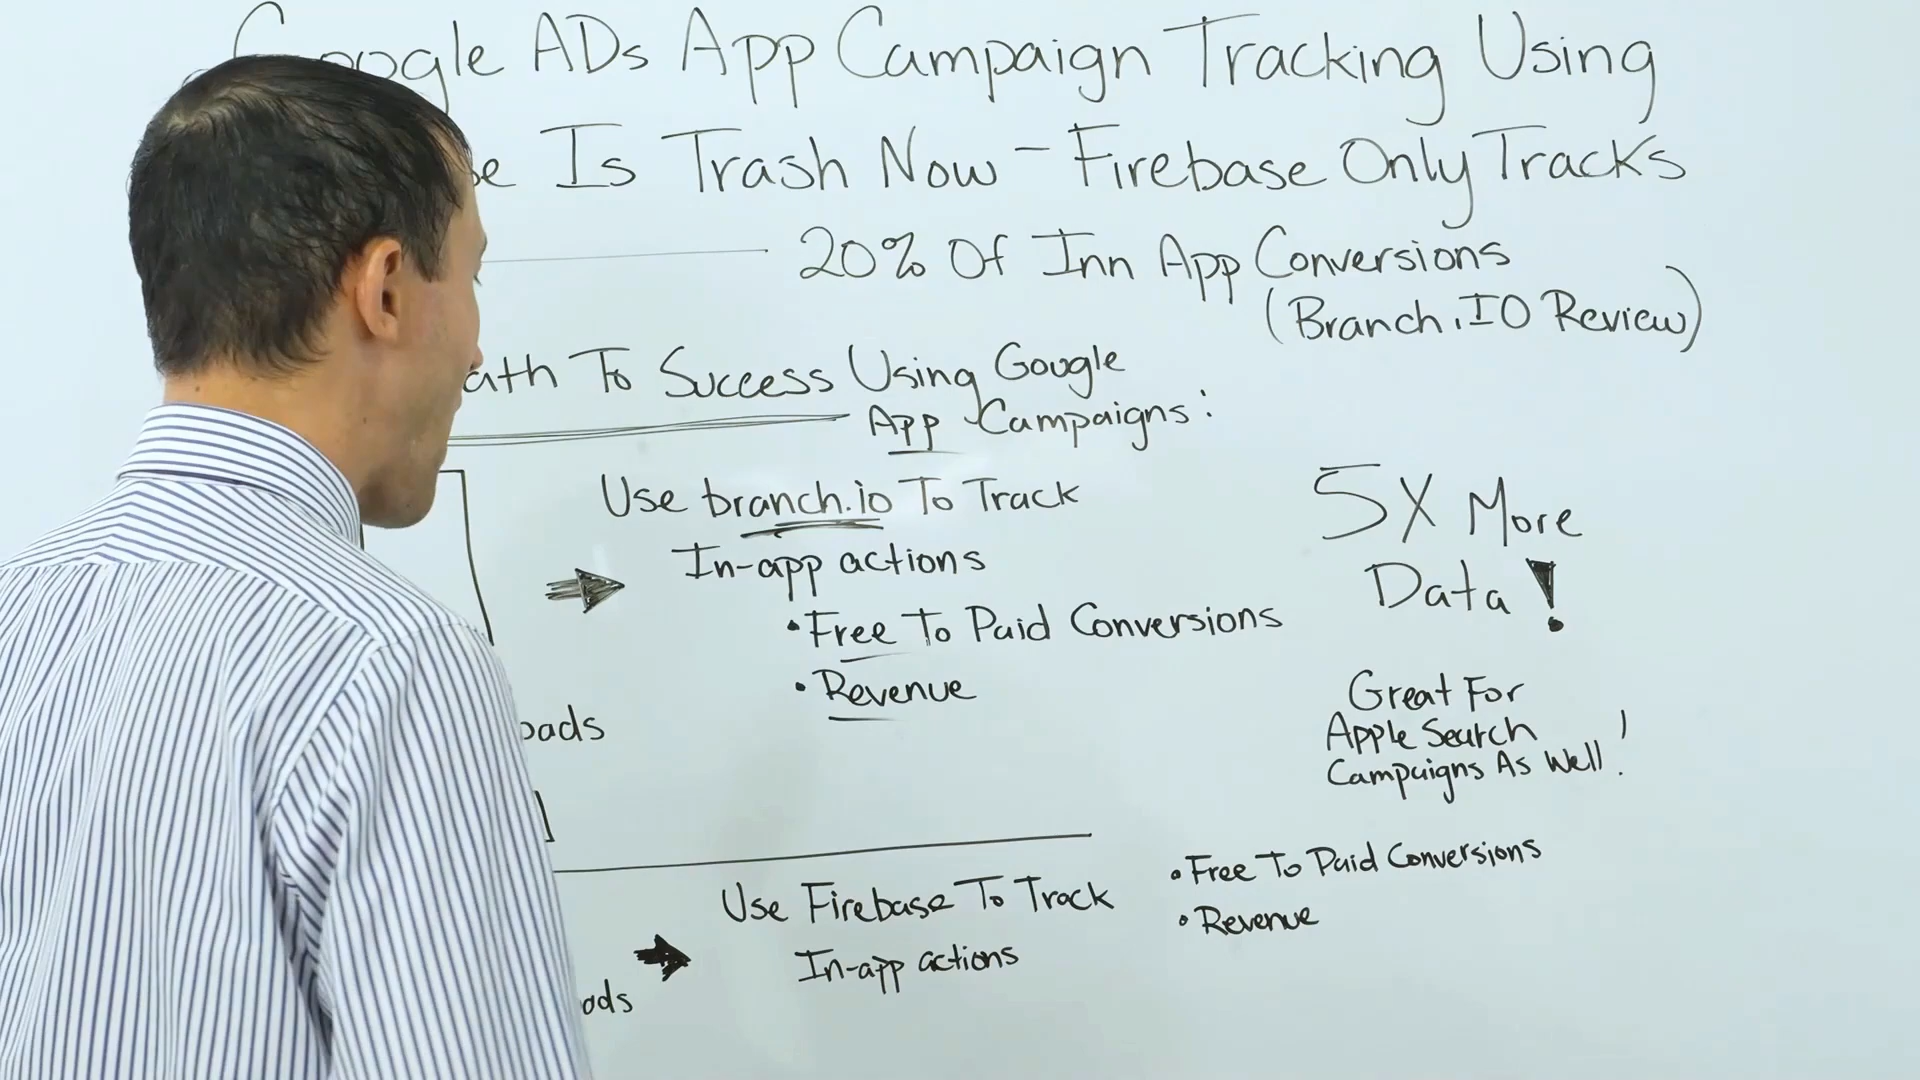 Google ADs App Campaign Tracking Using
Is Trash Now - Firebase Only Tracks
20% Of Inn App Conversions
(Branch.IO Review)
To Success Using Google
App Campaigns:
Use branch.io To Track
In-app actions
• Free To Paid Conversions
• Revenue
5X More
Data!
Great For
Apple Search
Campaigns As Well!
Use Firebase To Track
In-app actions
• Free To Paid Conversions
• Revenue